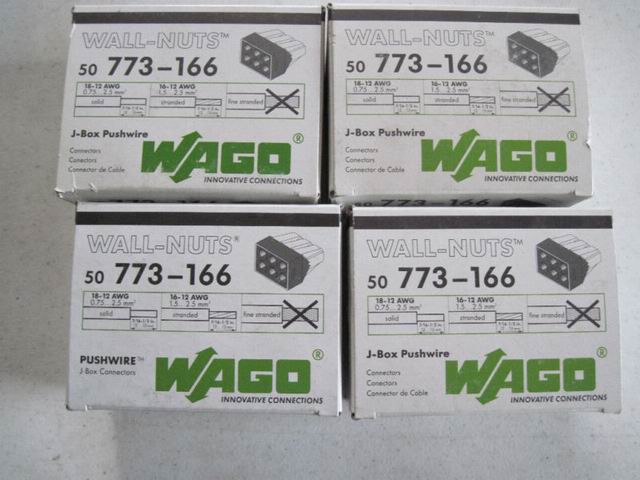 WALL-NUTS™
50 773-166
18-12 AWG 16-12 AWG
0.75...2.5 mm² 1.5...2.5 mm²
solid stranded fine stranded
J-Box Pushwire
Connectors
Conectors
Connector de Cable
WAGO®
INNOVATIVE CONNECTIONS
WALL-NUTS™
50 773-166
18-12 AWG 16-12 AWG
0.75...2.5 mm² 1.5...2.5 mm²
solid stranded fine stranded
J-Box Pushwire
Connectors
Conectors
Connector de Cable
WAGO®
INNOVATIVE CONNECTIONS
50 773-166
WALL-NUTS®
50 773-166
18-12 AWG 16-12 AWG
0.75...2.5 mm² 1.5...2.5 mm²
solid stranded fine stranded
PUSHWIRE™
J-Box Connectors
WAGO®
INNOVATIVE CONNECTIONS
WALL-NUTS™
50 773-166
18-12 AWG 16-12 AWG
0.75...2.5 mm² 1.5...2.5 mm²
solid stranded fine stranded
J-Box Pushwire
Connectors
Conectors
Connector de Cable
WAGO®
INNOVATIVE CONNECTIONS